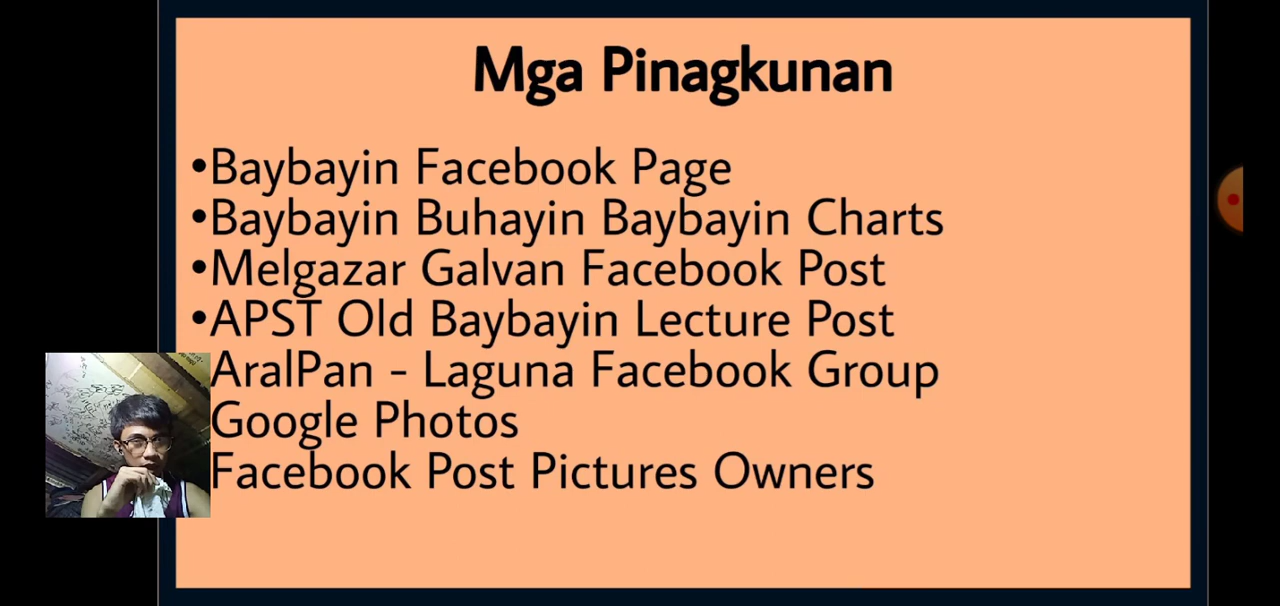 Mga Pinagkunan
•Baybayin Facebook Page
•Baybayin Buhayin Baybayin Charts
•Melgazar Galvan Facebook Post
•APST Old Baybayin Lecture Post
AralPan - Laguna Facebook Group
Google Photos
Facebook Post Pictures Owners